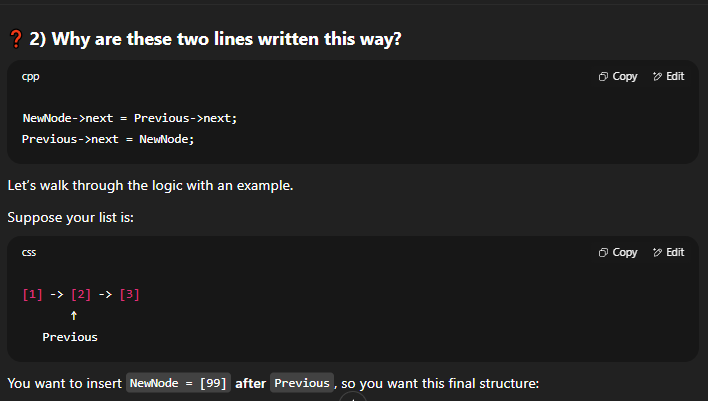 ❓ 2) Why are these two lines written this way?
cpp Copy Edit
NewNode->next = Previous->next;
Previous->next = NewNode;
Let's walk through the logic with an example.
Suppose your list is:
css Copy Edit
[1] -> [2] -> [3]
↑
Previous
You want to insert NewNode = [99] after Previous, so you want this final structure: